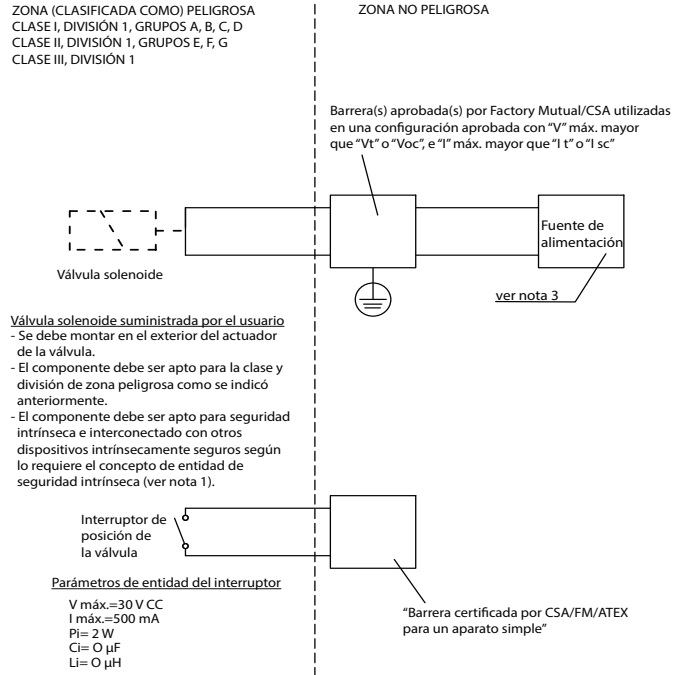 ZONA (CLASIFICADA COMO) PELIGROSA
CLASE I, DIVISIÓN 1, GRUPOS A, B, C, D
CLASE II, DIVISIÓN 1, GRUPOS E, F, G
CLASE III, DIVISIÓN 1
ZONA NO PELIGROSA
Barrera(s) aprobada(s) por Factory Mutual/CSA utilizadas
en una configuración aprobada con “V” máx. mayor
que “Vt” o “Voc”, e “I” máx. mayor que “I t” o “I sc”
Fuente de
alimentación
Válvula solenoide
ver nota 3
Válvula solenoide suministrada por el usuario
- Se debe montar en el exterior del actuador
de la válvula.
- El componente debe ser apto para la clase y
división de zona peligrosa como se indicó
anteriormente.
- El componente debe ser apto para seguridad
intrínseca e interconectado con otros
dispositivos intrínsecamente seguros según
lo requiere el concepto de entidad de
seguridad intrínseca (ver nota 1).
Interruptor de
posición de
la válvula
Parámetros de entidad del interruptor
V máx.=30 V CC
I máx.=500 mA
Pi= 2 W
Ci= O µF
Li= O µH
“Barrera certificada por CSA/FM/ATEX
para un aparato simple”